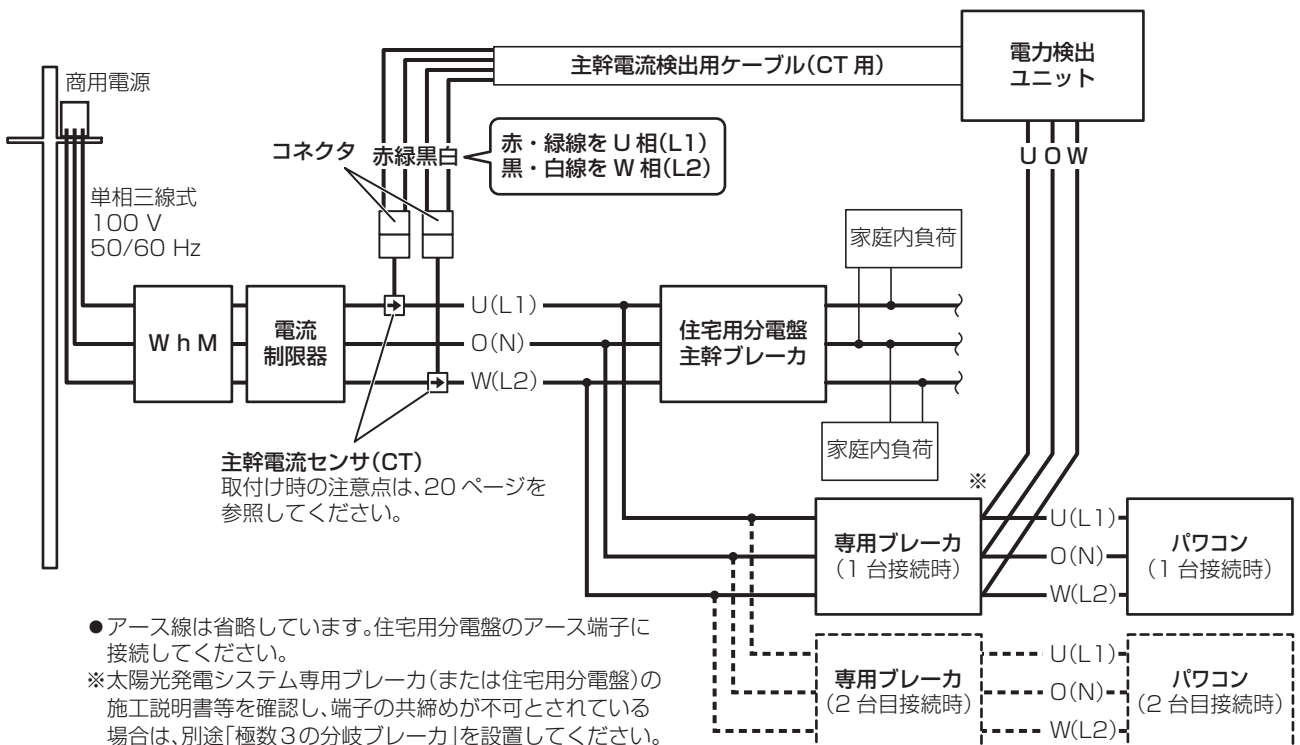 主幹電流検出用ケーブル(CT 用)
電力検出
ユニット
商用電源
コネクタ
赤緑黒白
赤・緑線を U 相(L1)
黒・白線を W 相(L2)
U O W
単相三線式
100 V
50/60 Hz
家庭内負荷
W h M
電流
制限器
U(L1)
O(N)
W(L2)
住宅用分電盤
主幹ブレーカ
家庭内負荷
主幹電流センサ(CT)
取付け時の注意点は、20 ページを
参照してください。
※
専用ブレーカ
(1 台接続時)
U(L1)
O(N)
W(L2)
パワコン
(1 台接続時)
●アース線は省略しています。住宅用分電盤のアース端子に
接続してください。
※太陽光発電システム専用ブレーカ(または住宅用分電盤)の
施工説明書等を確認し、端子の共締めが不可とされている
場合は、別途「極数3の分岐ブレーカ」を設置してください。
専用ブレーカ
(2 台目接続時)
U(L1)
O(N)
W(L2)
パワコン
(2 台目接続時)